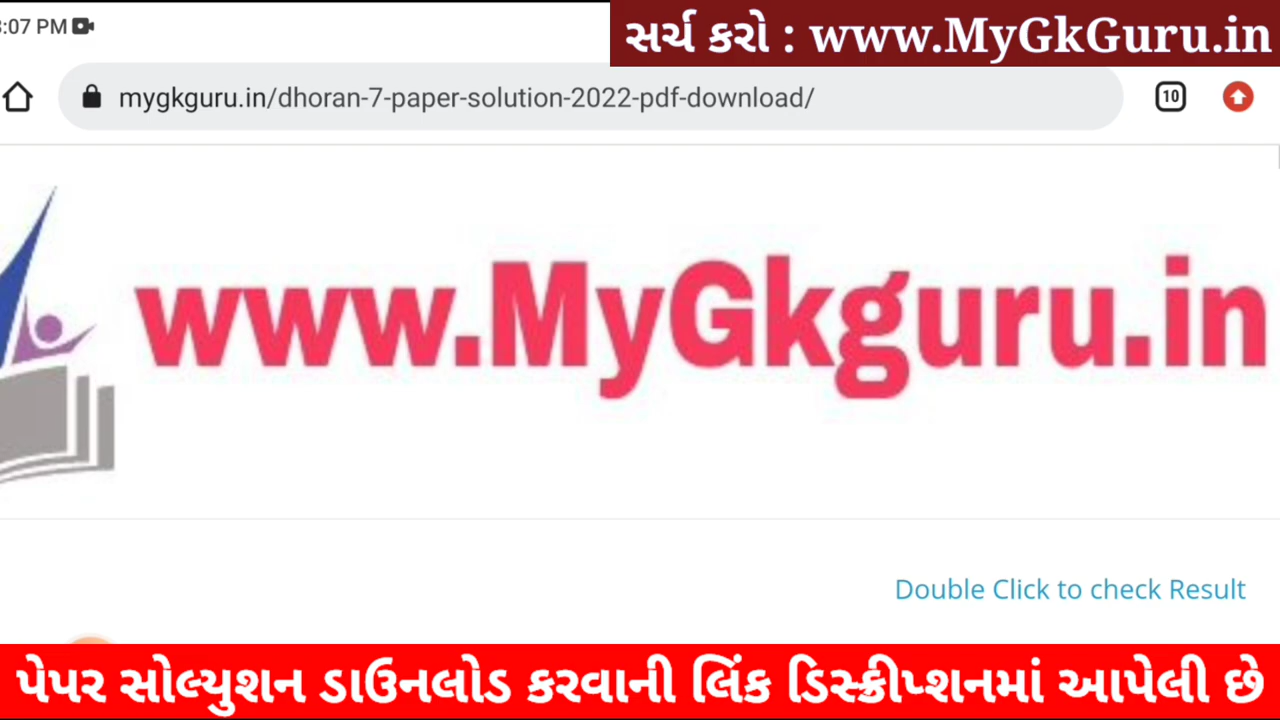 :07 PM
સર્ચ કરો : www.MyGkGuru.in
mygkguru.in/dhoran-7-paper-solution-2022-pdf-download/
10
www.MyGkguru.in
Double Click to check Result
પેપર સોલ્યુશન ડાઉનલોડ કરવાની લિંક ડિસ્ક્રીપ્શનમાં આપેલી છે